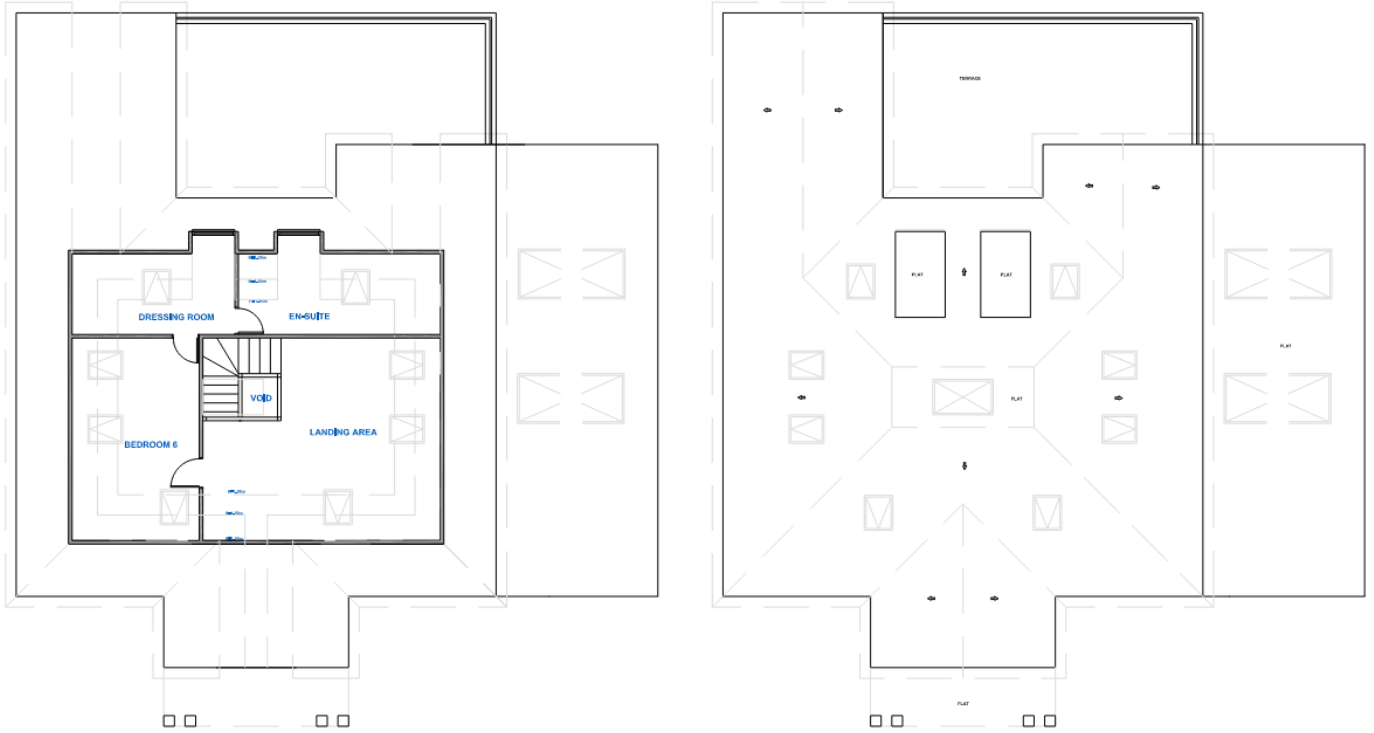 TERRACE
FLAT
FLAT
DRESSING ROOM
EN-SUITE
FLAT
VOID
FLAT
LANDING AREA
BEDROOM 6
FLAT